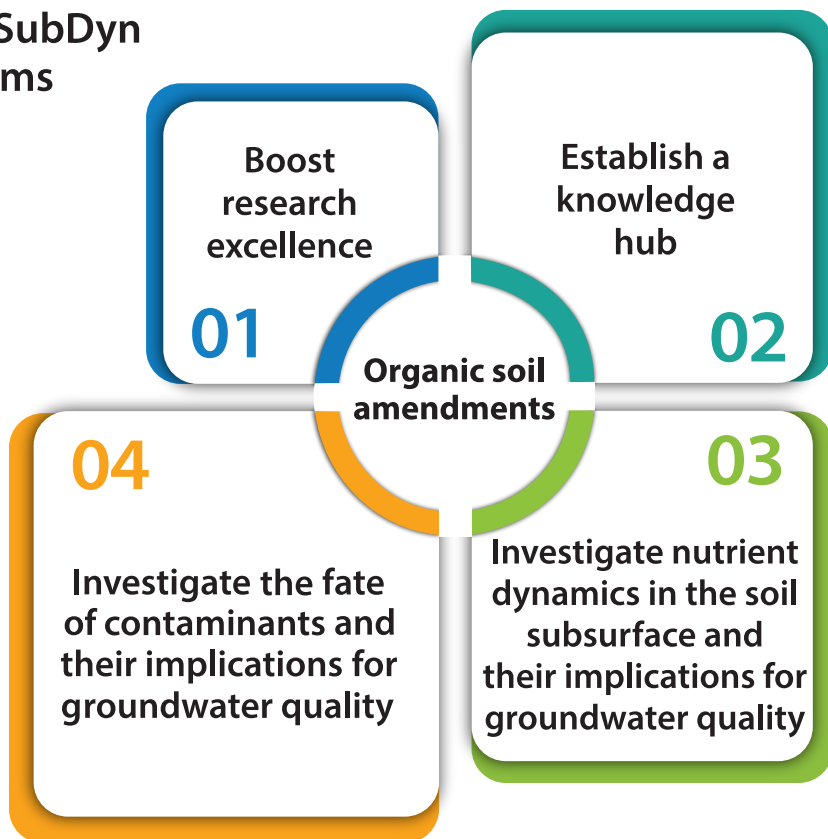 SubDyn
ms
Boost
research
excellence
01
Establish a
knowledge
hub
02
Organic soil
amendments
04
Investigate the fate
of contaminants and
their implications for
groundwater quality
03
Investigate nutrient
dynamics in the soil
subsurface and
their implications for
groundwater quality